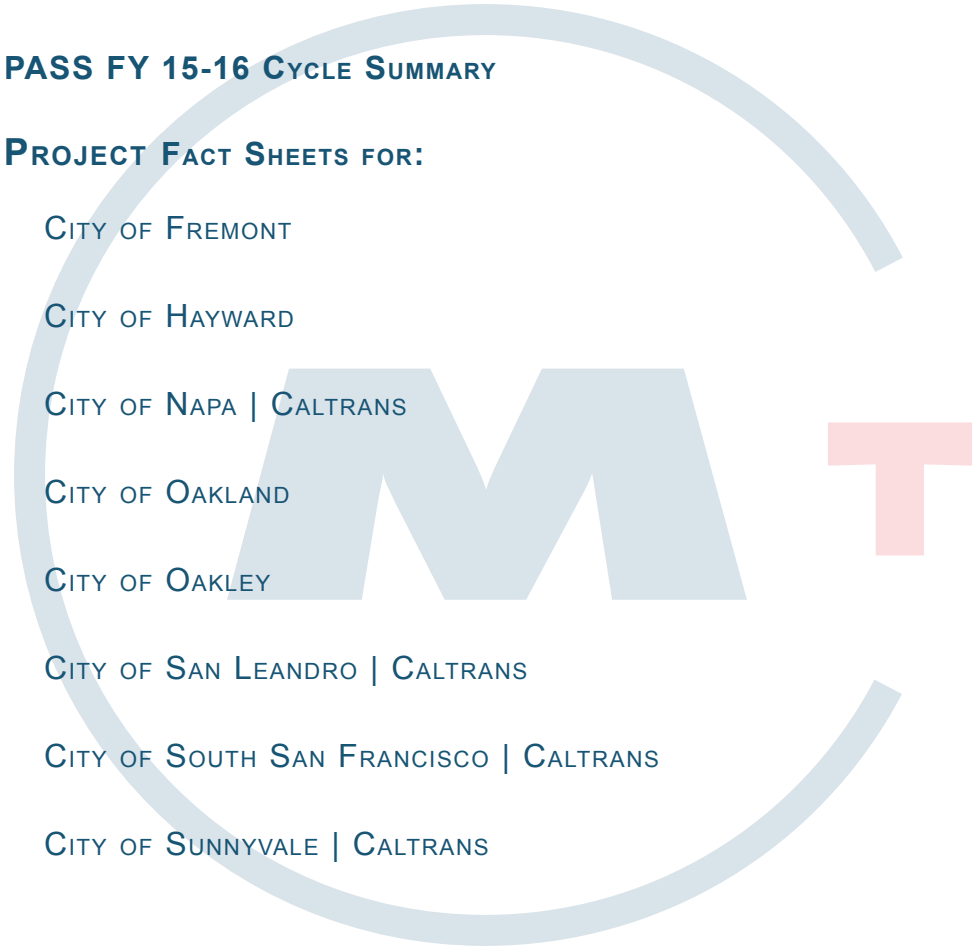 PASS FY 15-16 Cycle Summary
Project Fact Sheets for:
City of Fremont
City of Hayward
City of Napa | Caltrans
City of Oakland
City of Oakley
City of San Leandro | Caltrans
City of South San Francisco | Caltrans
City of Sunnyvale | Caltrans
M T